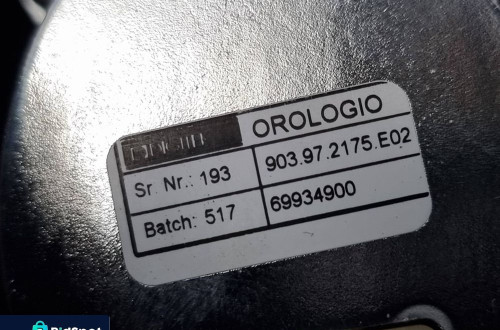 OROLOGIO
Sr. Nr.: 193
903.97.2175.E02
Batch: 517
69934900